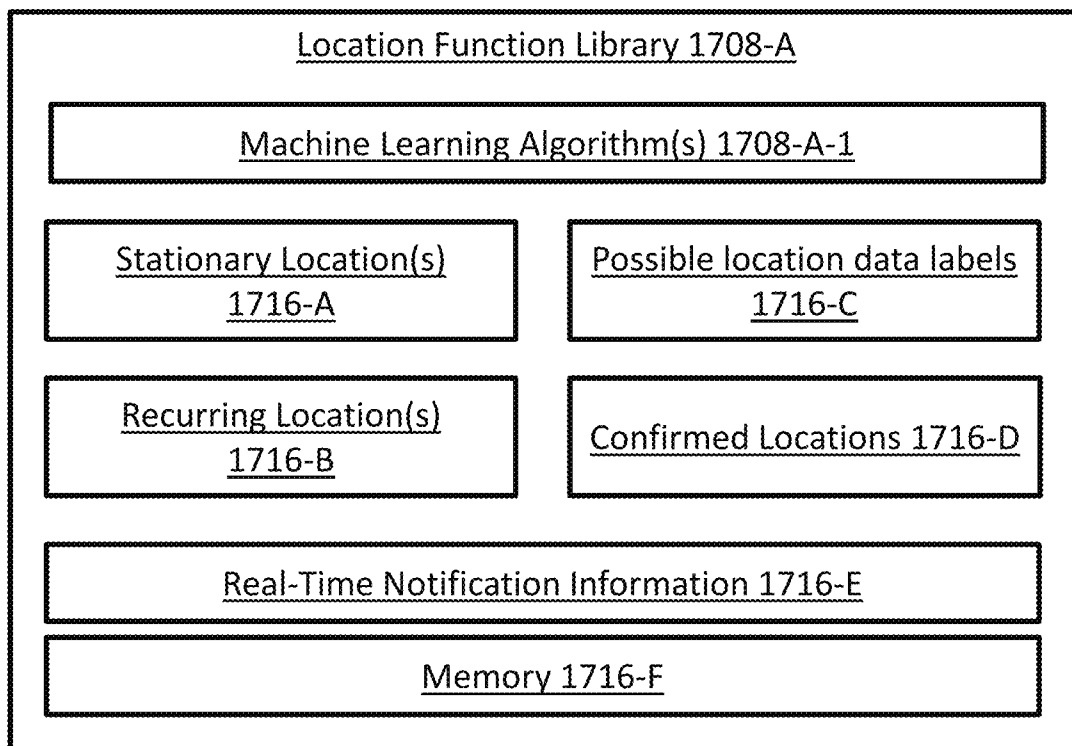 Location Function Library 1708-A
Machine Learning Algorithm(s) 1708-A-1
Stationary Location(s)
1716-A
Possible location data labels
1716-C
Recurring Location(s)
1716-B
Confirmed Locations 1716-D
Real-Time Notification Information 1716-E
Memory 1716-F